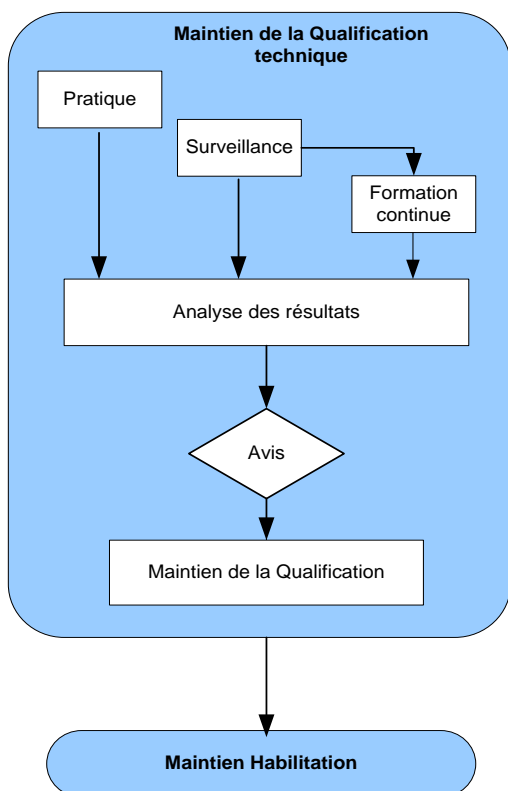 Maintien de la Qualification
technique
Pratique
Surveillance
Formation
continue
Analyse des résultats
Avis
Maintien de la Qualification
Maintien Habilitation